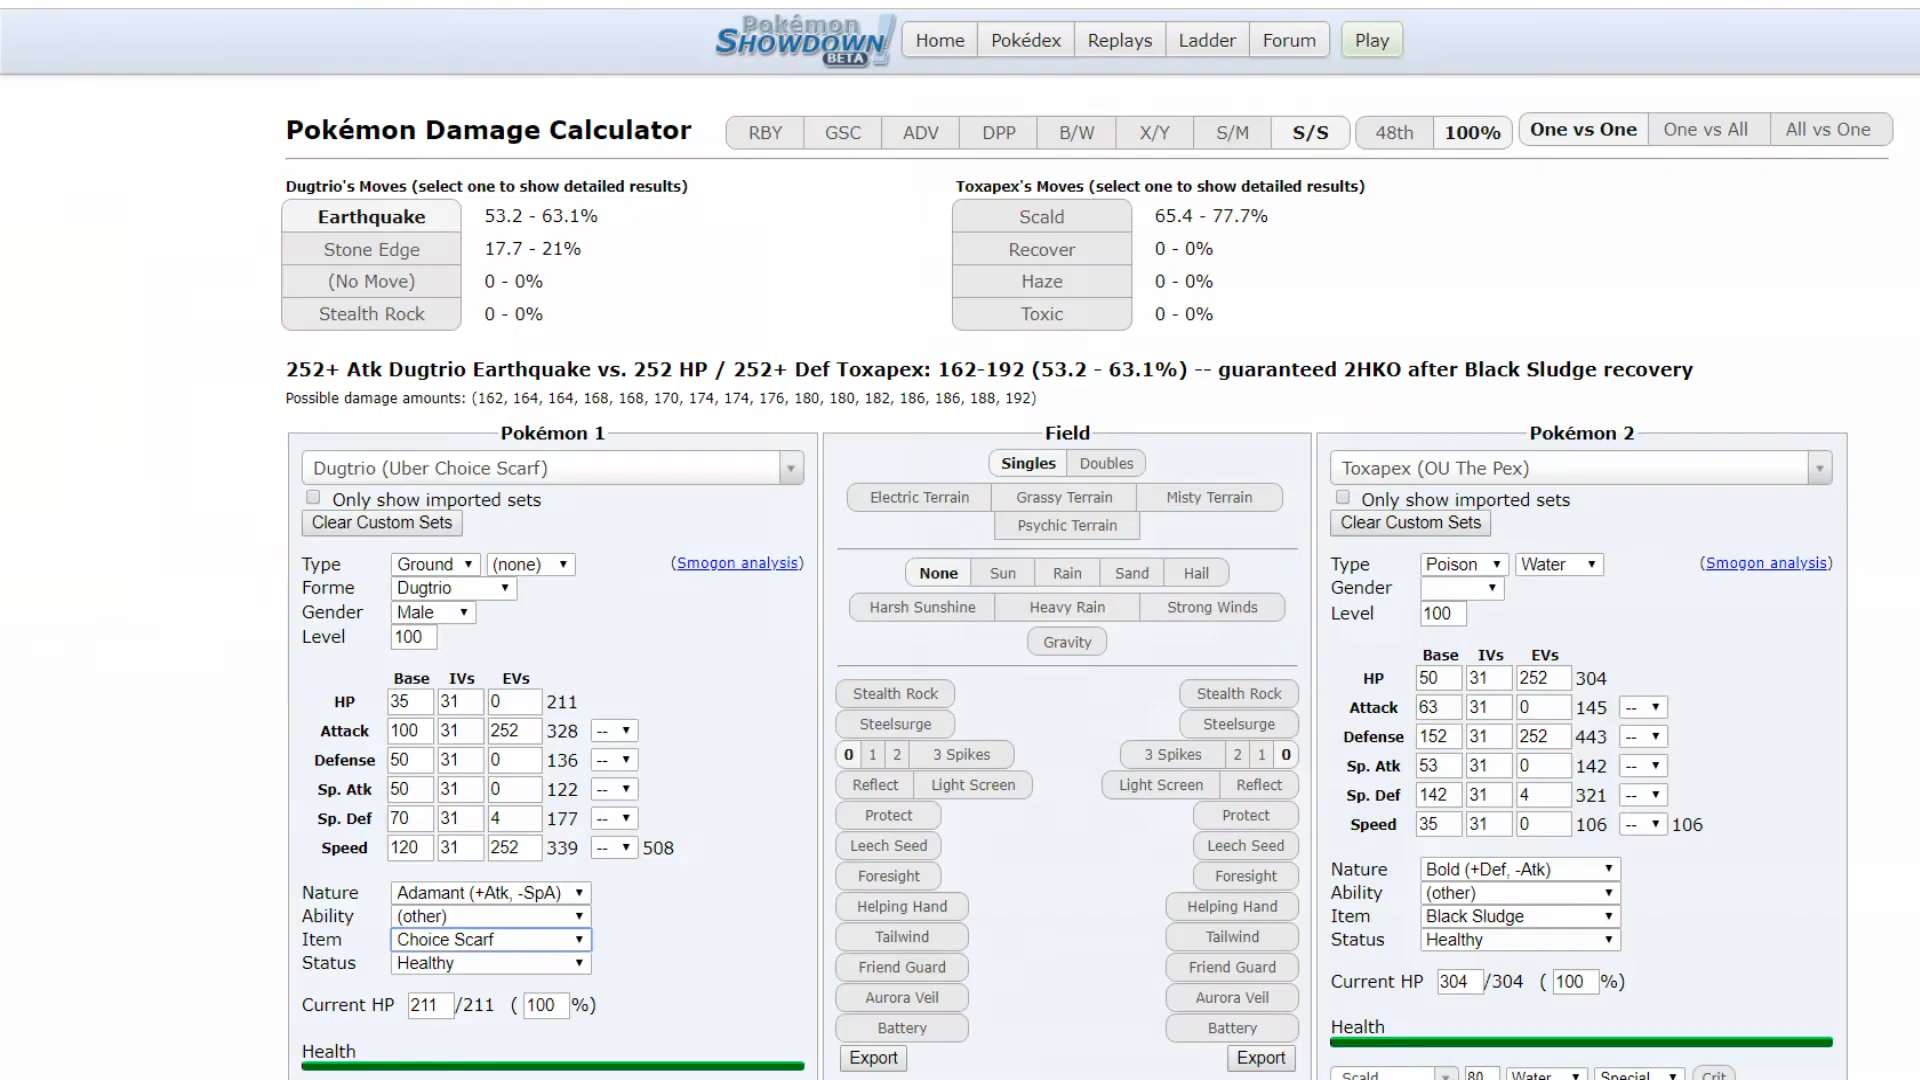 Pokémon SHOWDOWN! BETA Home Pokédex Replays Ladder Forum Play
Pokémon Damage Calculator RBY GSC ADV DPP B/W X/Y S/M S/S 48th 100% One vs One One vs All All vs One
Dugtrio's Moves (select one to show detailed results)
Earthquake 53.2 - 63.1%
Stone Edge 17.7 - 21%
(No Move) 0 - 0%
Stealth Rock 0 - 0%
Toxapex's Moves (select one to show detailed results)
Scald 65.4 - 77.7%
Recover 0 - 0%
Haze 0 - 0%
Toxic 0 - 0%
252+ Atk Dugtrio Earthquake vs. 252 HP / 252+ Def Toxapex: 162-192 (53.2 - 63.1%) -- guaranteed 2HKO after Black Sludge recovery
Possible damage amounts: (162, 164, 164, 168, 168, 170, 174, 174, 176, 180, 180, 182, 186, 186, 188, 192)
Pokémon 1
Dugtrio (Uber Choice Scarf)
Only show imported sets
Clear Custom Sets
Type Ground (none) (Smogon analysis)
Forme Dugtrio
Gender Male
Level 100
Base IVs EVs
HP 35 31 0 211
Attack 100 31 252 328 --
Defense 50 31 0 136 --
Sp. Atk 50 31 0 122 --
Sp. Def 70 31 4 177 --
Speed 120 31 252 339 -- 508
Nature Adamant (+Atk, -SpA)
Ability (other)
Item Choice Scarf
Status Healthy
Current HP 211 /211 ( 100 %)
Health
Field
Singles Doubles
Electric Terrain Grassy Terrain Misty Terrain
Psychic Terrain
None Sun Rain Sand Hail
Harsh Sunshine Heavy Rain Strong Winds
Gravity
Stealth Rock Stealth Rock
Steelsurge Steelsurge
0 1 2 3 Spikes 3 Spikes 2 1 0
Reflect Light Screen Light Screen Reflect
Protect Protect
Leech Seed Leech Seed
Foresight Foresight
Helping Hand Helping Hand
Tailwind Tailwind
Friend Guard Friend Guard
Aurora Veil Aurora Veil
Battery Battery
Export Export
Pokémon 2
Toxapex (OU The Pex)
Only show imported sets
Clear Custom Sets
Type Poison Water (Smogon analysis)
Gender
Level 100
Base IVs EVs
HP 50 31 252 304
Attack 63 31 0 145 --
Defense 152 31 252 443 --
Sp. Atk 53 31 0 142 --
Sp. Def 142 31 4 321 --
Speed 35 31 0 106 -- 106
Nature Bold (+Def, -Atk)
Ability (other)
Item Black Sludge
Status Healthy
Current HP 304 /304 ( 100 %)
Health
Scald 80 Water Special Crit